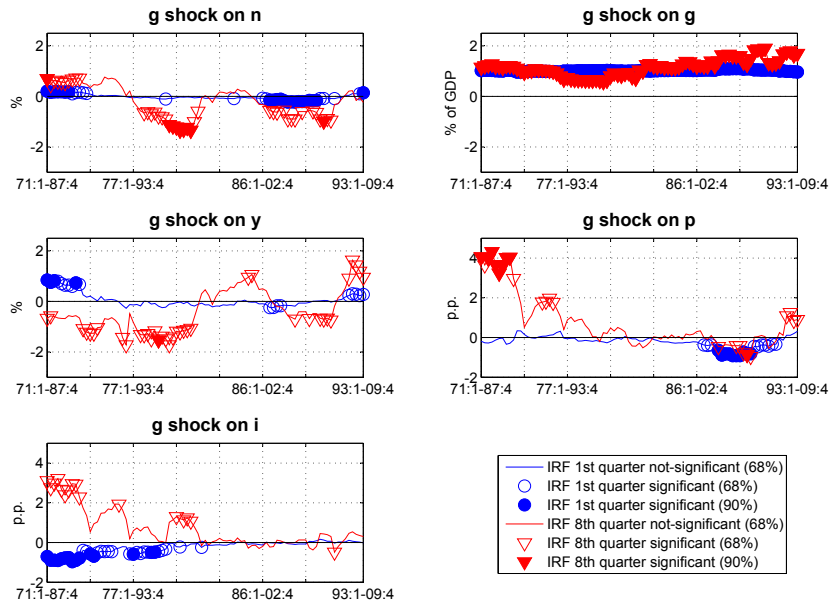 g shock on n
2
0
-2
%
71:1-87:4 77:1-93:4 86:1-02:4 93:1-09:4
g shock on g
2
0
-2
% of GDP
71:1-87:4 77:1-93:4 86:1-02:4 93:1-09:4
g shock on y
2
0
-2
%
71:1-87:4 77:1-93:4 86:1-02:4 93:1-09:4
g shock on p
4
2
0
-2
p.p.
71:1-87:4 77:1-93:4 86:1-02:4 93:1-09:4
g shock on i
4
2
0
-2
p.p.
71:1-87:4 77:1-93:4 86:1-02:4 93:1-09:4
IRF 1st quarter not-significant (68%)
IRF 1st quarter significant (68%)
IRF 1st quarter significant (90%)
IRF 8th quarter not-significant (68%)
IRF 8th quarter significant (68%)
IRF 8th quarter significant (90%)